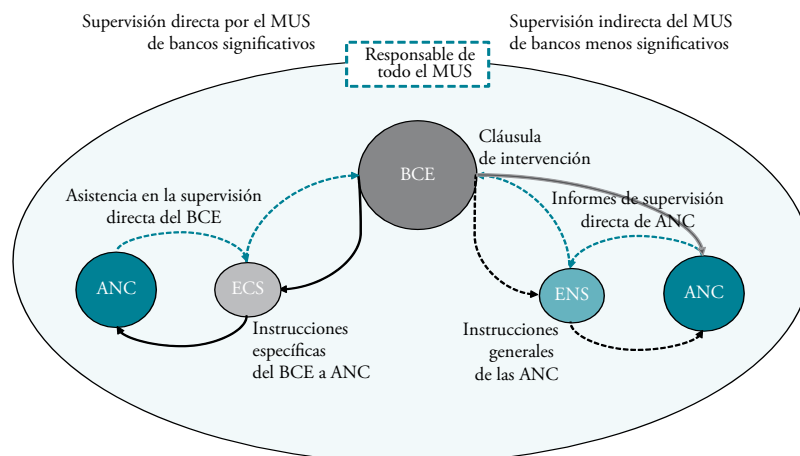 Supervisión directa por el MUS
de bancos significativos
Supervisión indirecta del MUS
de bancos menos significativos
Responsable de
todo el MUS
BCE
Cláusula
de intervención
Asistencia en la supervisión
directa del BCE
Informes de supervisión
directa de ANC
ANC
ECS
ENS
ANC
Instrucciones
específicas
del BCE a ANC
Instrucciones
generales
de las ANC